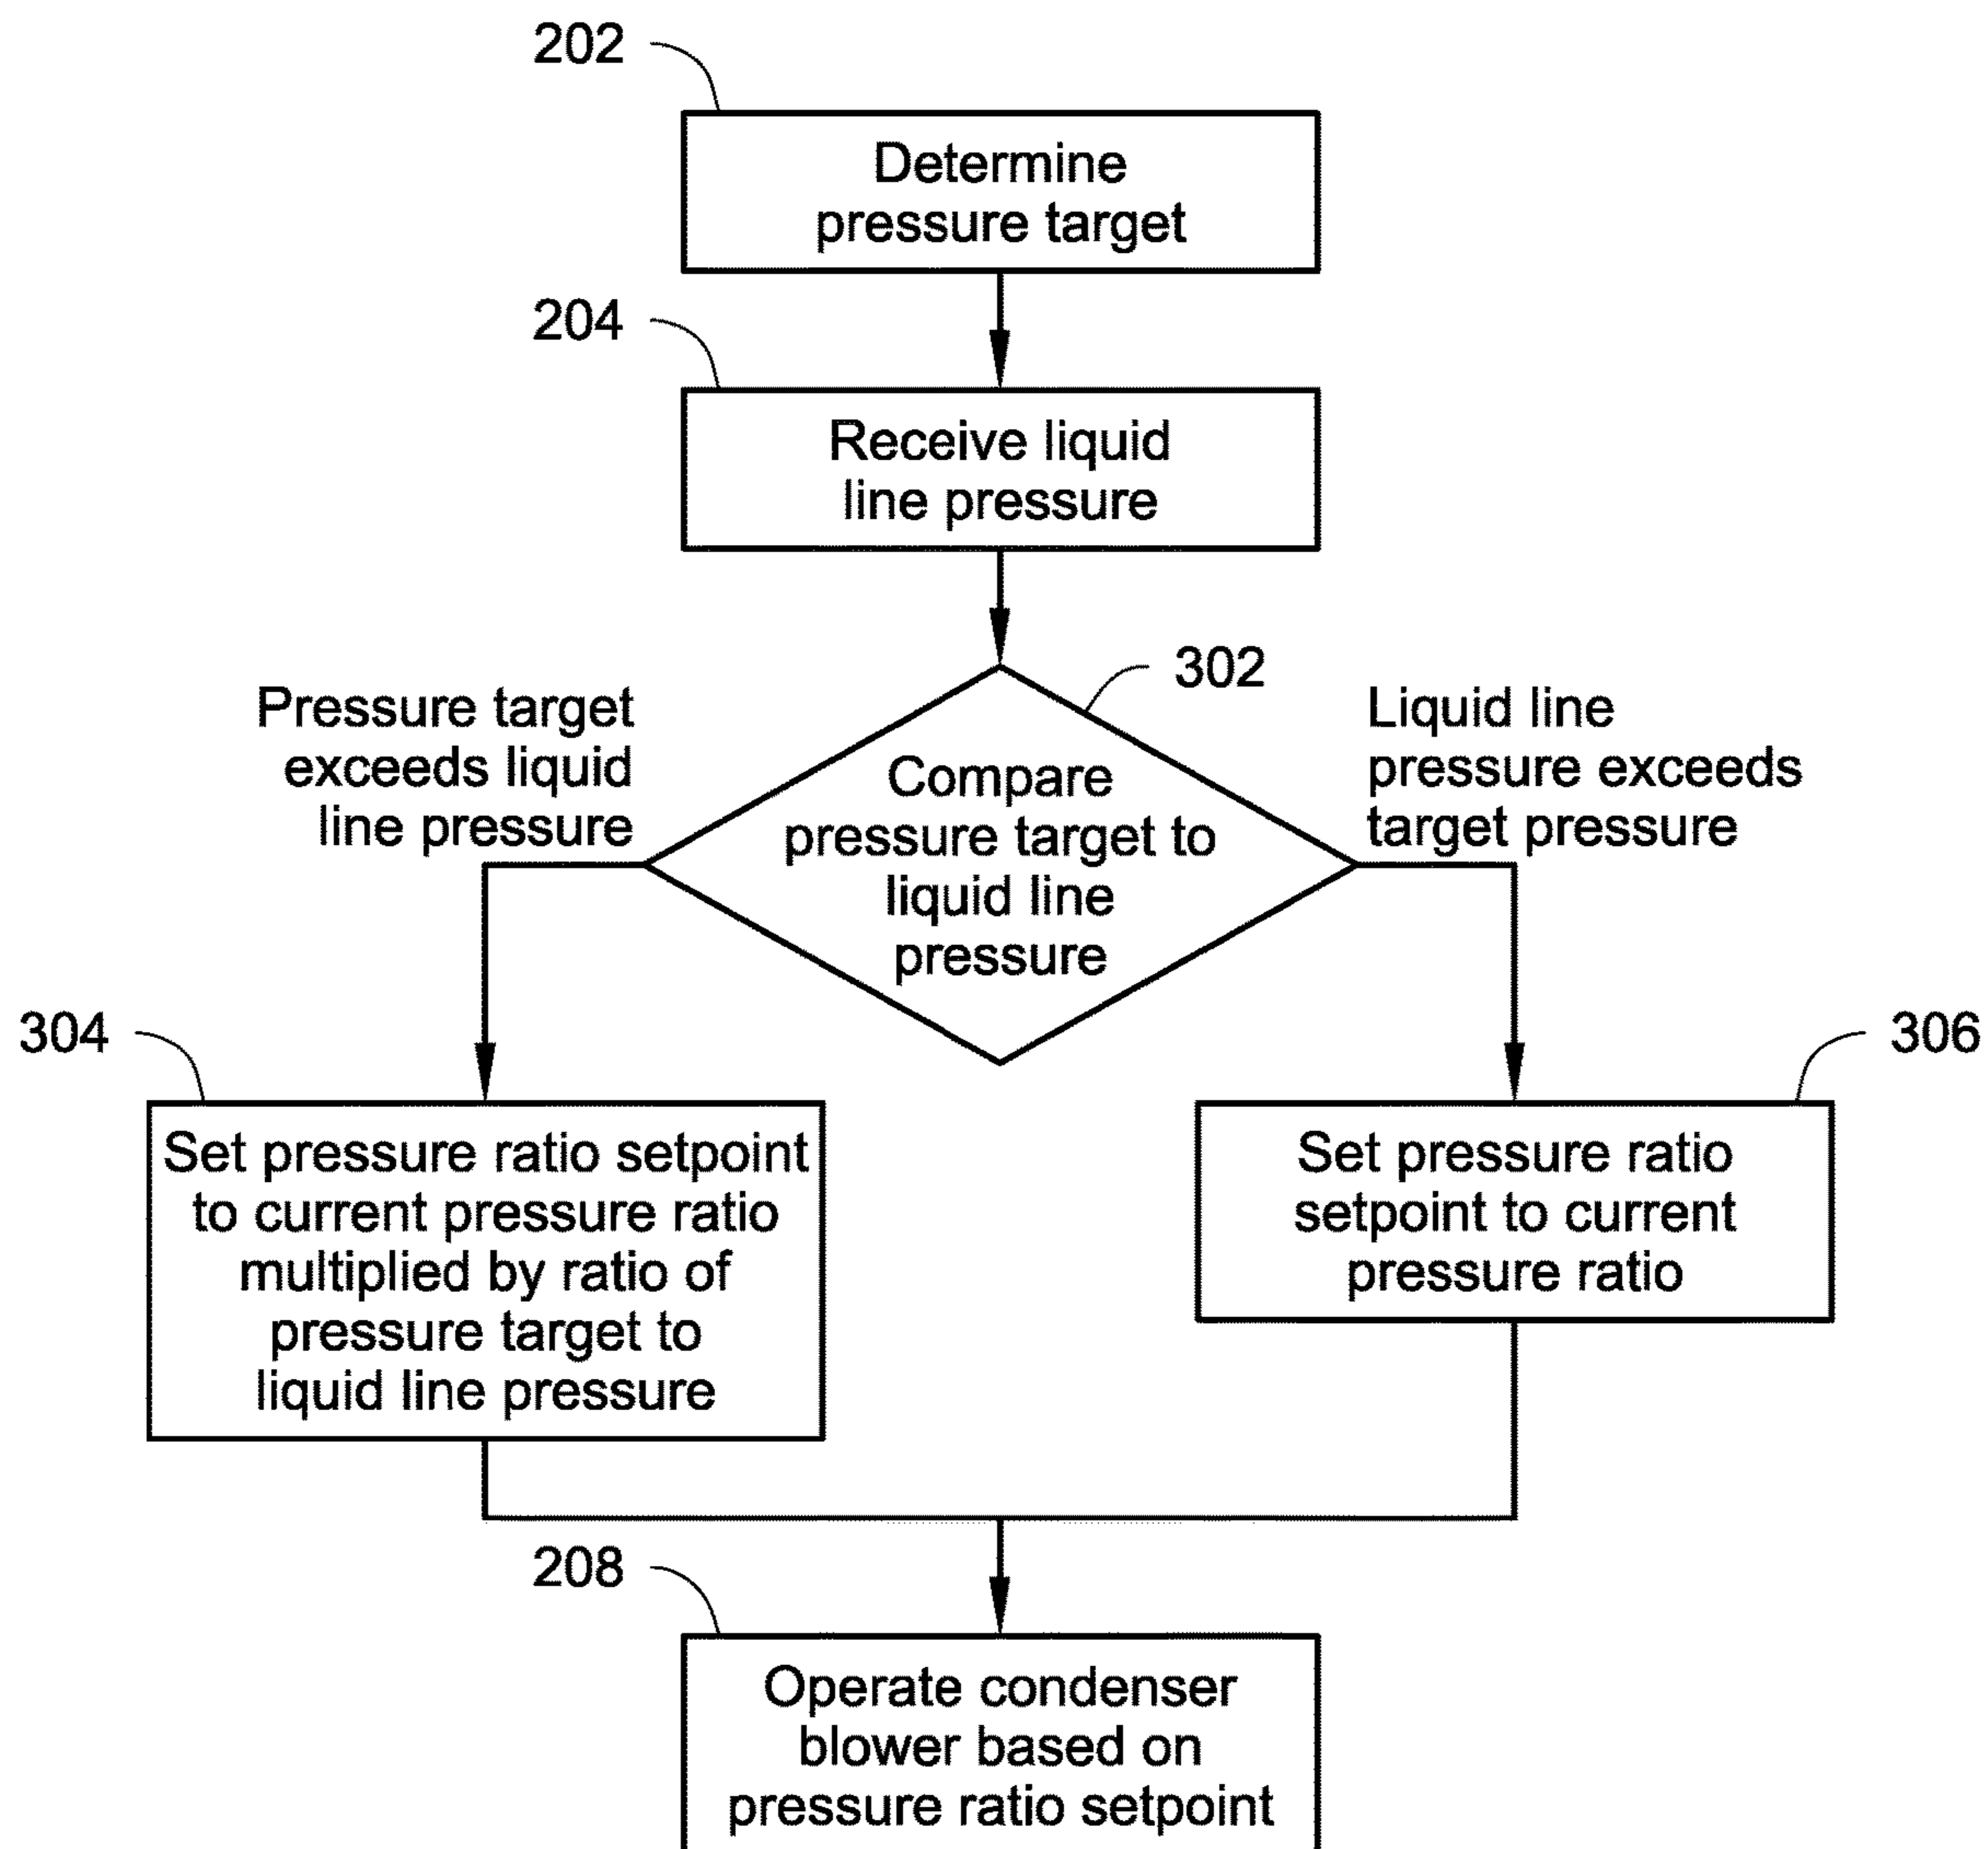 202
Determine
pressure target
204
Receive liquid
line pressure
302
Pressure target
exceeds liquid
line pressure
Compare
pressure target to
liquid line
pressure
Liquid line
pressure exceeds
target pressure
304
Set pressure ratio setpoint
to current pressure ratio
multiplied by ratio of
pressure target to
liquid line pressure
306
Set pressure ratio
setpoint to current
pressure ratio
208
Operate condenser
blower based on
pressure ratio setpoint